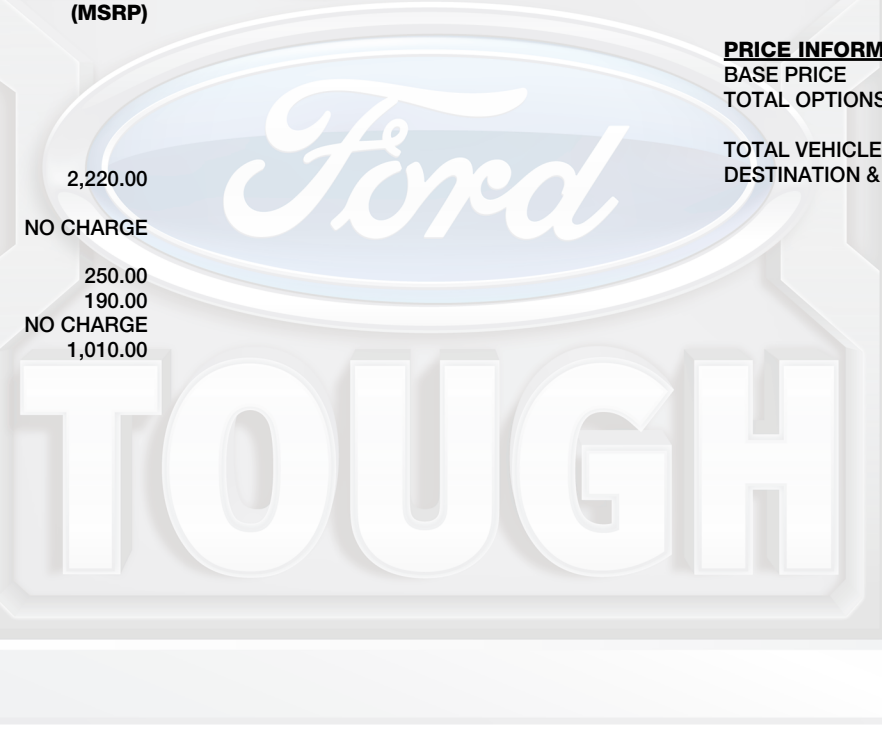 (MSRP)
2,220.00
NO CHARGE
250.00
190.00
NO CHARGE
1,010.00
PRICE INFORM
BASE PRICE
TOTAL OPTIONS
TOTAL VEHICLE
DESTINATION &
Ford
TOUGH